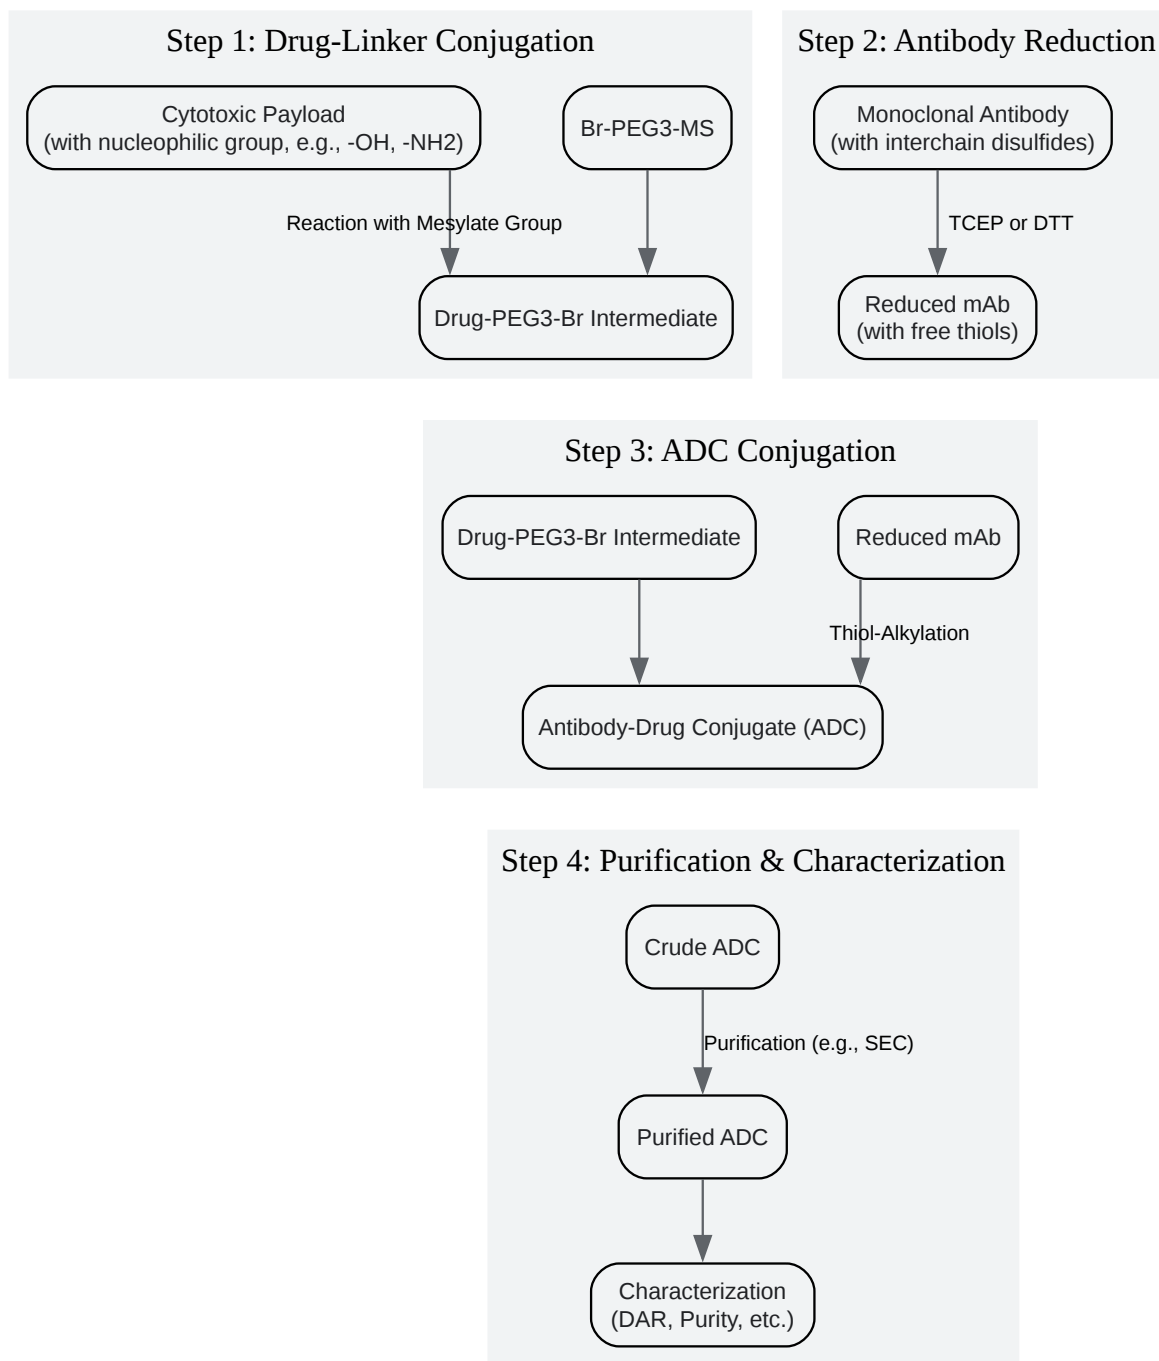 Step 1: Drug-Linker Conjugation
Cytotoxic Payload
(with nucleophilic group, e.g., -OH, -NH2)
Br-PEG3-MS
Reaction with Mesylate Group
Drug-PEG3-Br Intermediate
Step 2: Antibody Reduction
Monoclonal Antibody
(with interchain disulfides)
TCEP or DTT
Reduced mAb
(with free thiols)
Step 3: ADC Conjugation
Drug-PEG3-Br Intermediate
Reduced mAb
Thiol-Alkylation
Antibody-Drug Conjugate (ADC)
Step 4: Purification & Characterization
Crude ADC
Purification (e.g., SEC)
Purified ADC
Characterization
(DAR, Purity, etc.)